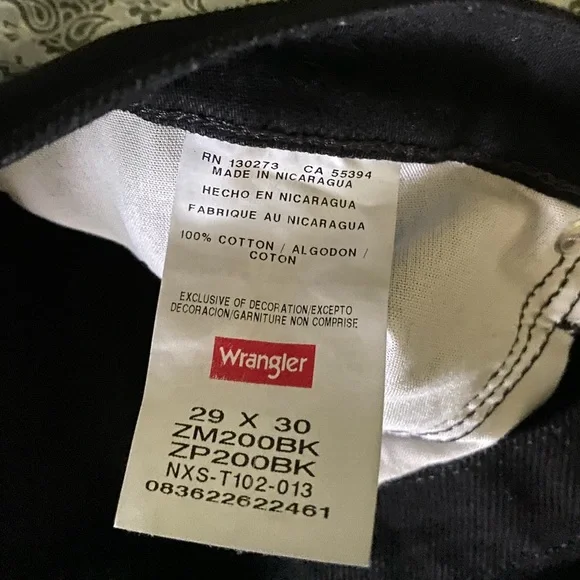 RN 130273 CA 55394
MADE IN NICARAGUA
HECHO EN NICARAGUA
FABRIQUE AU NICARAGUA
100% COTTON / ALGODON /
COTON
EXCLUSIVE OF DECORATION/EXCEPTO
DECORACION/GARNITURE NON COMPRISE
Wrangler
29 X 30
ZM200BK
ZP200BK
NXS-T102-013
083622622461